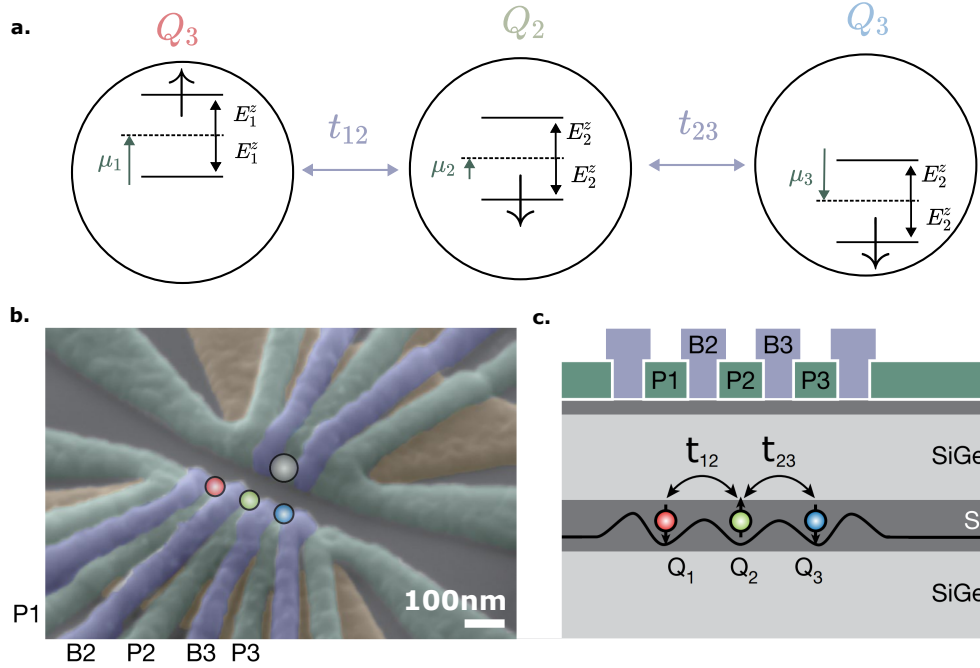 a.
Q₃
Q₂
Q₃
E₁ᶻ
E₁ᶻ
μ₁
t₁₂
E₂ᶻ
E₂ᶻ
μ₂
t₂₃
E₂ᶻ
E₂ᶻ
μ₃
b.
100nm
P1
B2 P2 B3 P3
c.
B2 B3
P1 P2 P3
t₁₂ t₂₃
SiGe
S
Q₁ Q₂ Q₃
SiGe